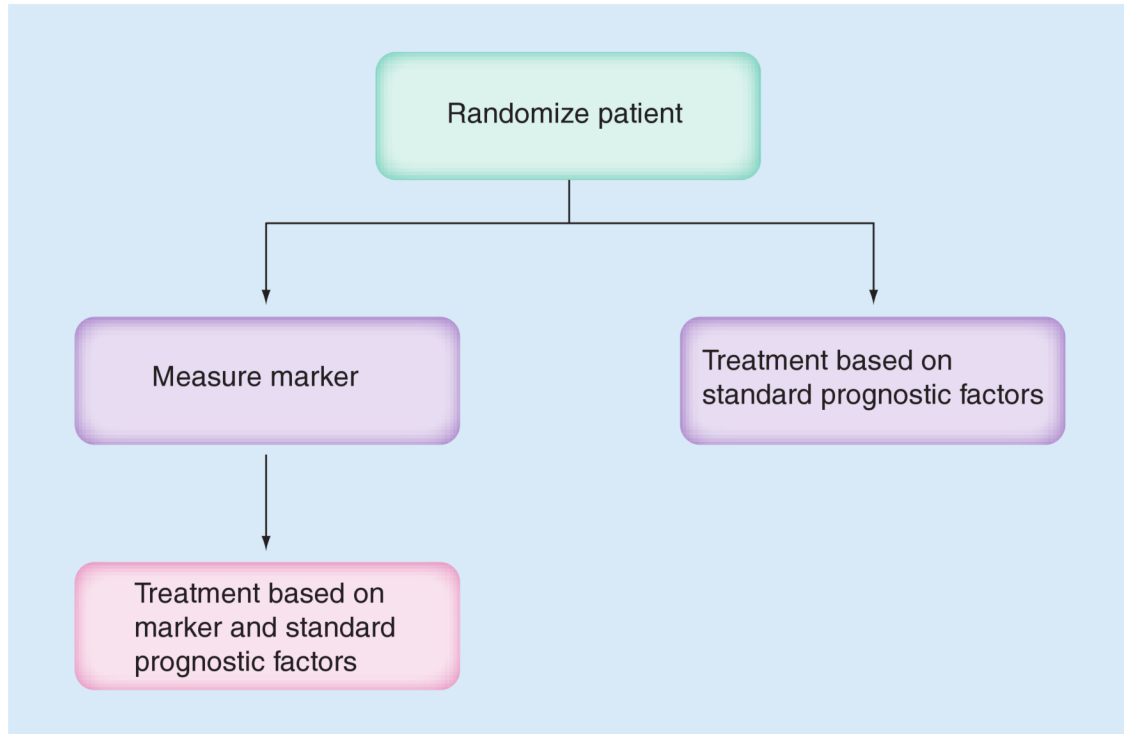 Randomize patient
Measure marker
Treatment based on
standard prognostic factors
Treatment based on
marker and standard
prognostic factors